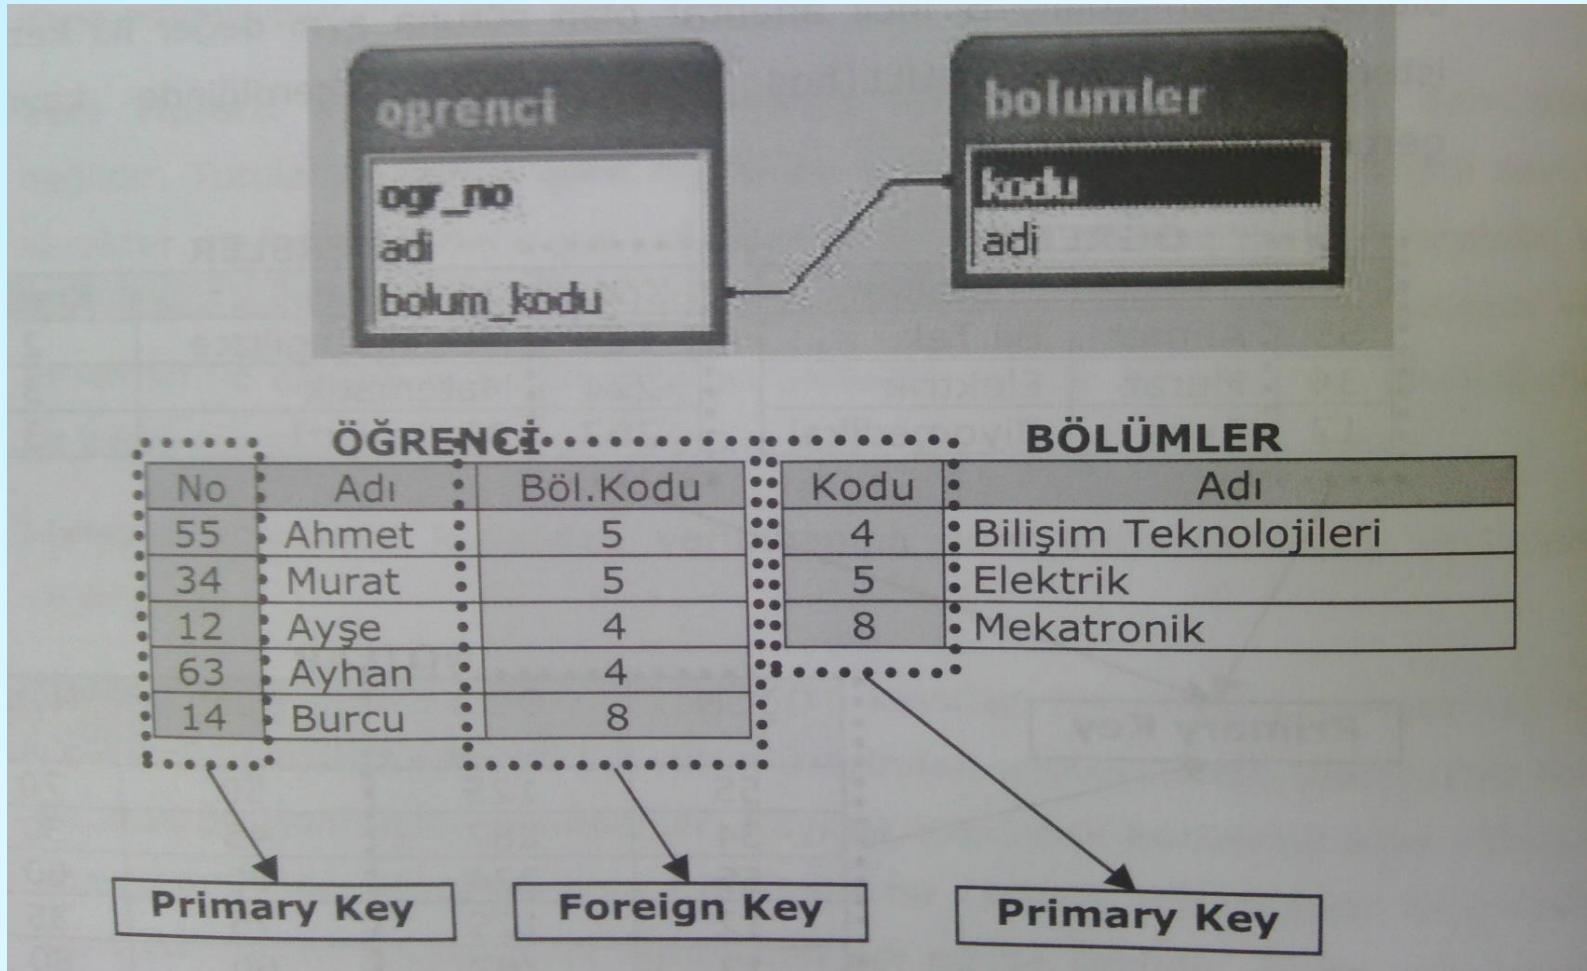 ogrenci
ogr_no
adi
bolum_kodu
bolumler
kodu
adi
ÖĞRENCİ
No Adı Böl.Kodu
55 Ahmet 5
34 Murat 5
12 Ayşe 4
63 Ayhan 4
14 Burcu 8
BÖLÜMLER
Kodu Adı
4 Bilişim Teknolojileri
5 Elektrik
8 Mekatronik
Primary Key
Foreign Key
Primary Key